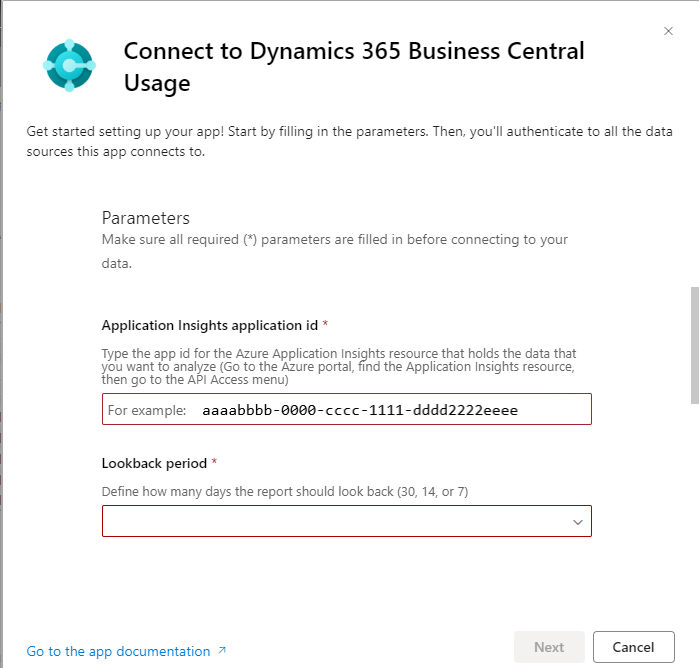 Connect to Dynamics 365 Business Central
Usage
Get started setting up your app! Start by filling in the parameters. Then, you'll authenticate to all the data
sources this app connects to.
Parameters
Make sure all required (*) parameters are filled in before connecting to your
data.
Application Insights application id *
Type the app id for the Azure Application Insights resource that holds the data that
you want to analyze (Go to the Azure portal, find the Application Insights resource,
then go to the API Access menu)
For example: aaaabbbb-0000-cccc-1111-dddd2222eeee
Lookback period *
Define how many days the report should look back (30, 14, or 7)
Go to the app documentation
Next
Cancel